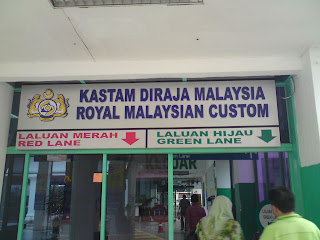 KASTAM DIRAJA MALAYSIA
ROYAL MALAYSIAN CUSTOM
LALUAN MERAH
RED LANE
LALUAN HIJAU
GREEN LANE